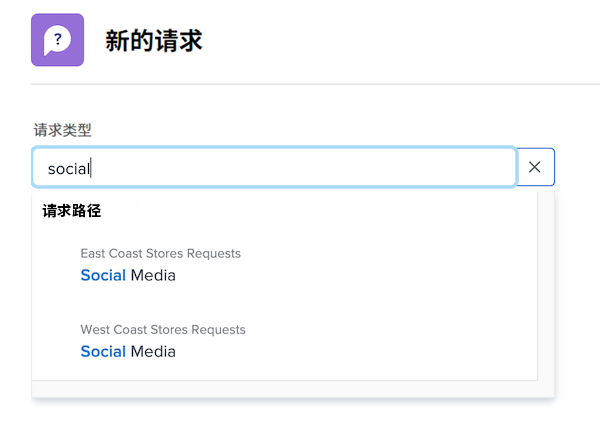 ?
新的请求
请求类型
social
请求路径
East Coast Stores Requests
Social Media
West Coast Stores Requests
Social Media